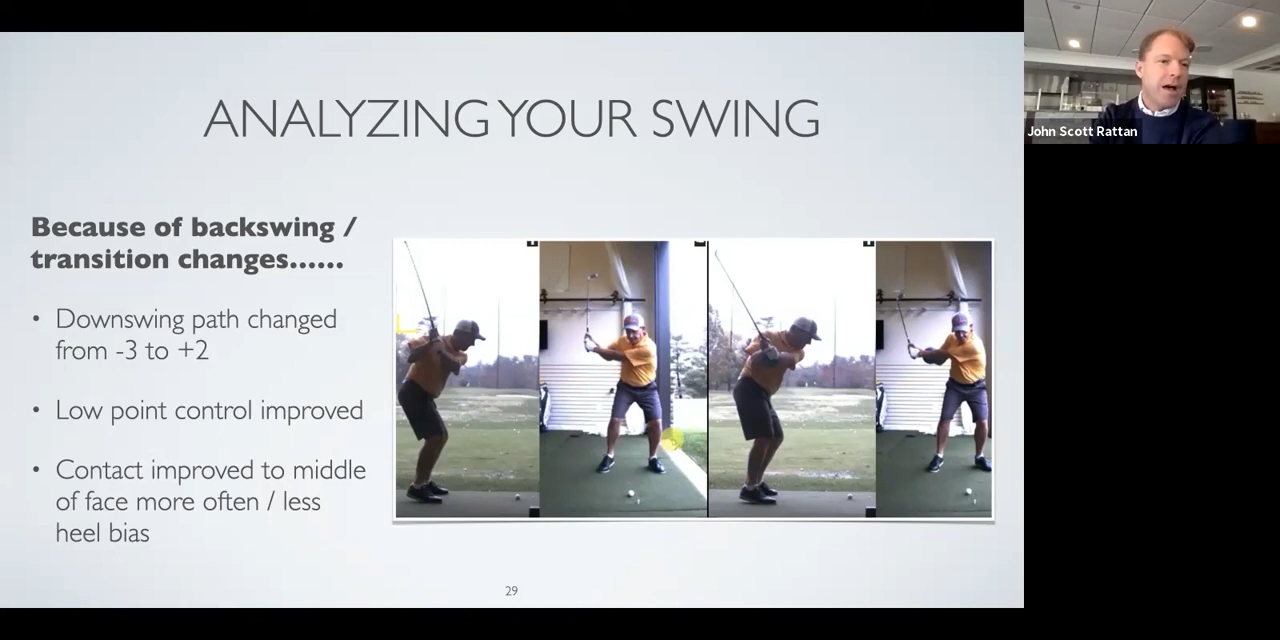 ANALYZING YOUR SWING
John Scott Rattan
Because of backswing /
transition changes......
• Downswing path changed
from -3 to +2
• Low point control improved
• Contact improved to middle
of face more often / less
heel bias
29